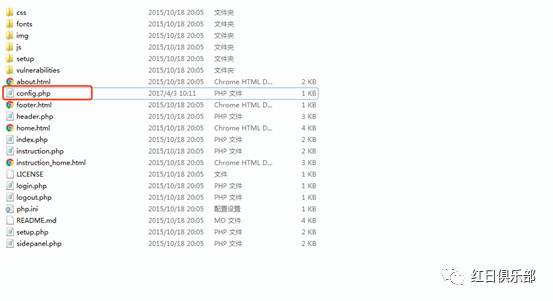 css 2015/10/18 20:05 文件夹
fonts 2015/10/18 20:05 文件夹
img 2015/10/18 20:05 文件夹
js 2015/10/18 20:05 文件夹
setup 2015/10/18 20:05 文件夹
vulnerabilities 2015/10/18 20:05 文件夹
about.html 2015/10/18 20:05 Chrome HTML D... 2 KB
config.php 2017/4/3 10:11 PHP 文件 1 KB
footer.html 2015/10/18 20:05 Chrome HTML D... 1 KB
header.php 2015/10/18 20:05 PHP 文件 3 KB
home.html 2015/10/18 20:05 Chrome HTML D... 4 KB
index.php 2015/10/18 20:05 PHP 文件 1 KB
instruction.php 2015/10/18 20:05 PHP 文件 1 KB
instruction_home.html 2015/10/18 20:05 Chrome HTML D... 3 KB
LICENSE 2015/10/18 20:05 文件 1 KB
login.php 2015/10/18 20:05 PHP 文件 1 KB
logout.php 2015/10/18 20:05 PHP 文件 1 KB
php.ini 2015/10/18 20:05 配置设置 1 KB
README.md 2015/10/18 20:05 MD 文件 4 KB
setup.php 2015/10/18 20:05 PHP 文件 2 KB
sidepanel.php 2015/10/18 20:05 PHP 文件 3 KB
红日俱乐部